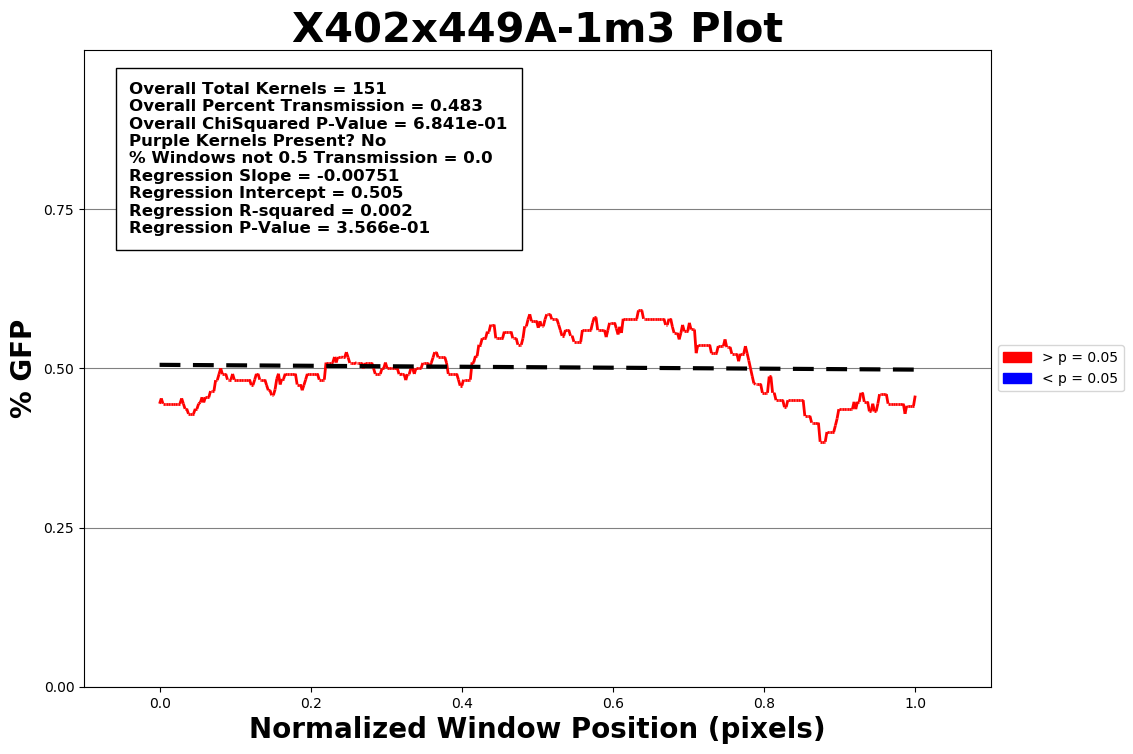 X402x449A-1m3 Plot
Overall Total Kernels = 151
Overall Percent Transmission = 0.483
Overall ChiSquared P-Value = 6.841e-01
Purple Kernels Present? No
% Windows not 0.5 Transmission = 0.0
Regression Slope = -0.00751
Regression Intercept = 0.505
Regression R-squared = 0.002
Regression P-Value = 3.566e-01
% GFP
0.75
0.50
0.25
0.00
> p = 0.05
< p = 0.05
0.0 0.2 0.4 0.6 0.8 1.0
Normalized Window Position (pixels)